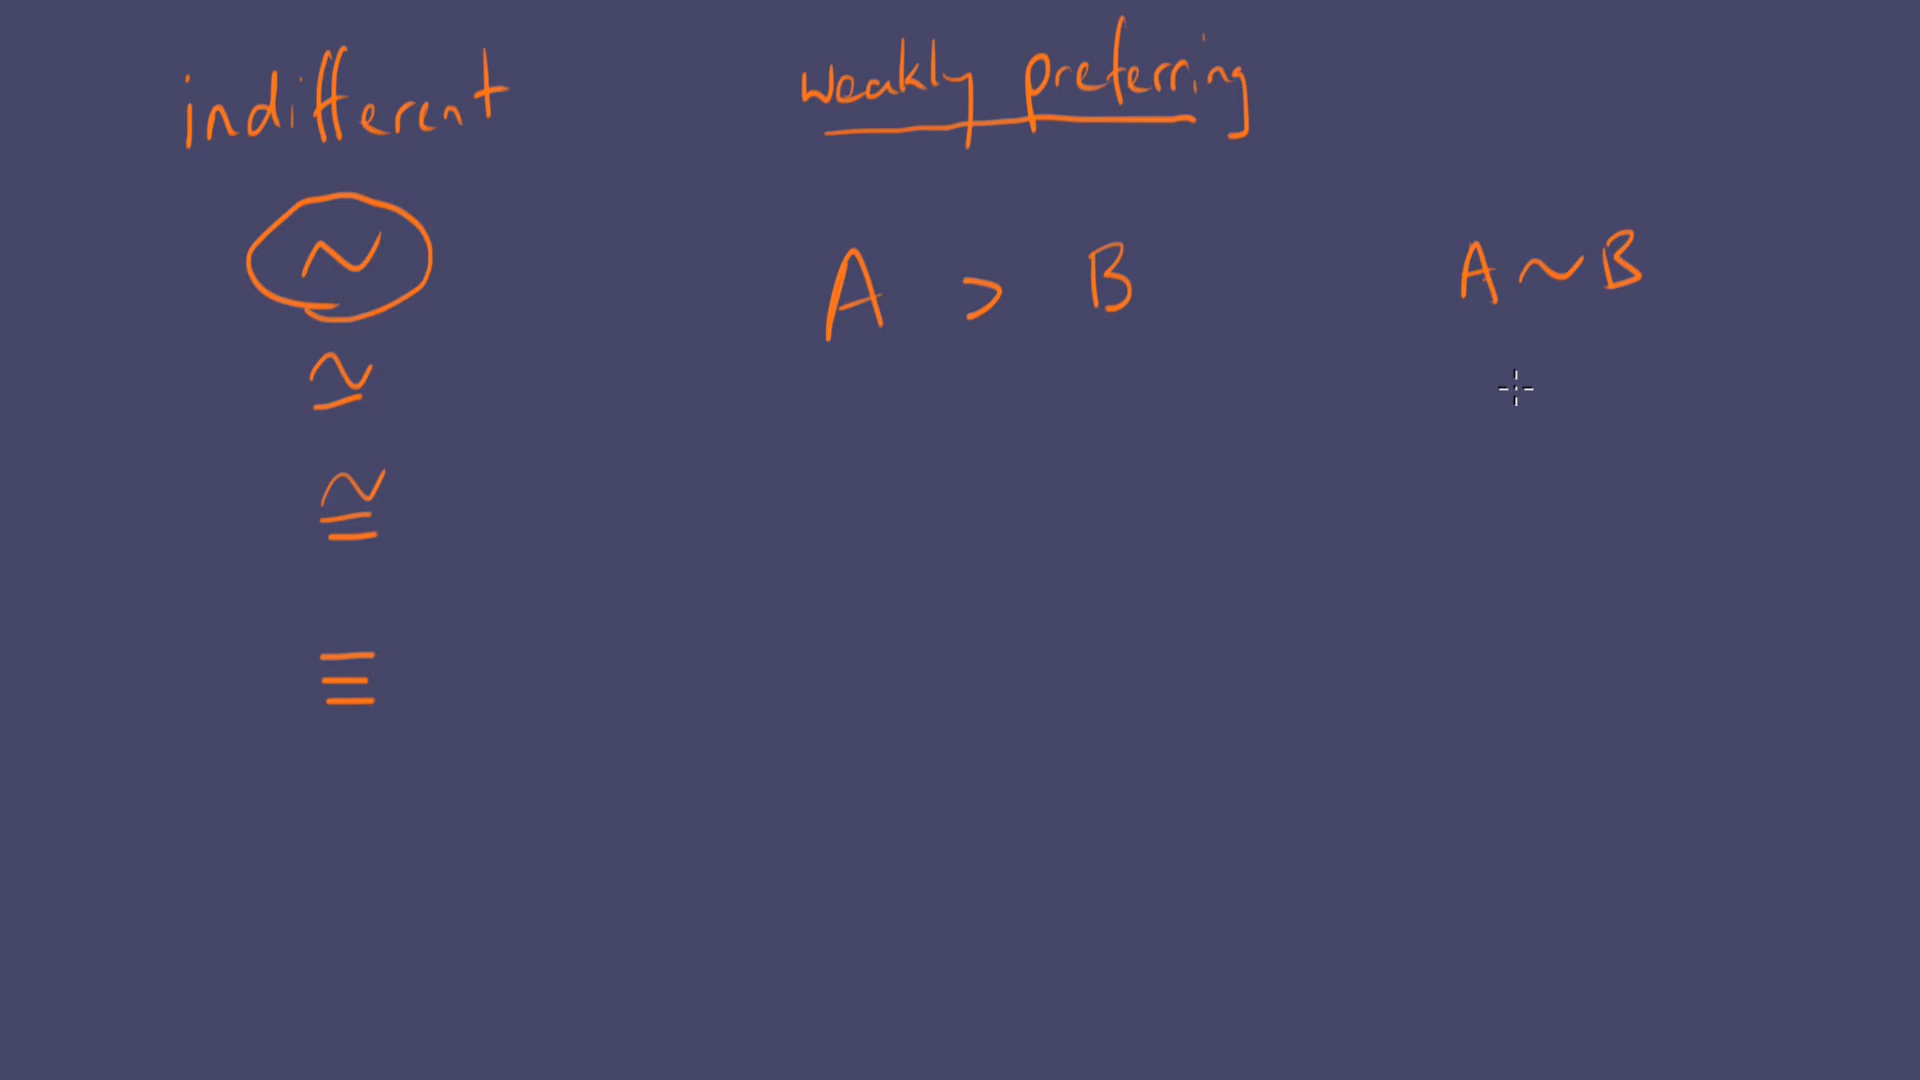 indifferent
weakly preferring
~
A > B
A ~ B
≃
≅
≡